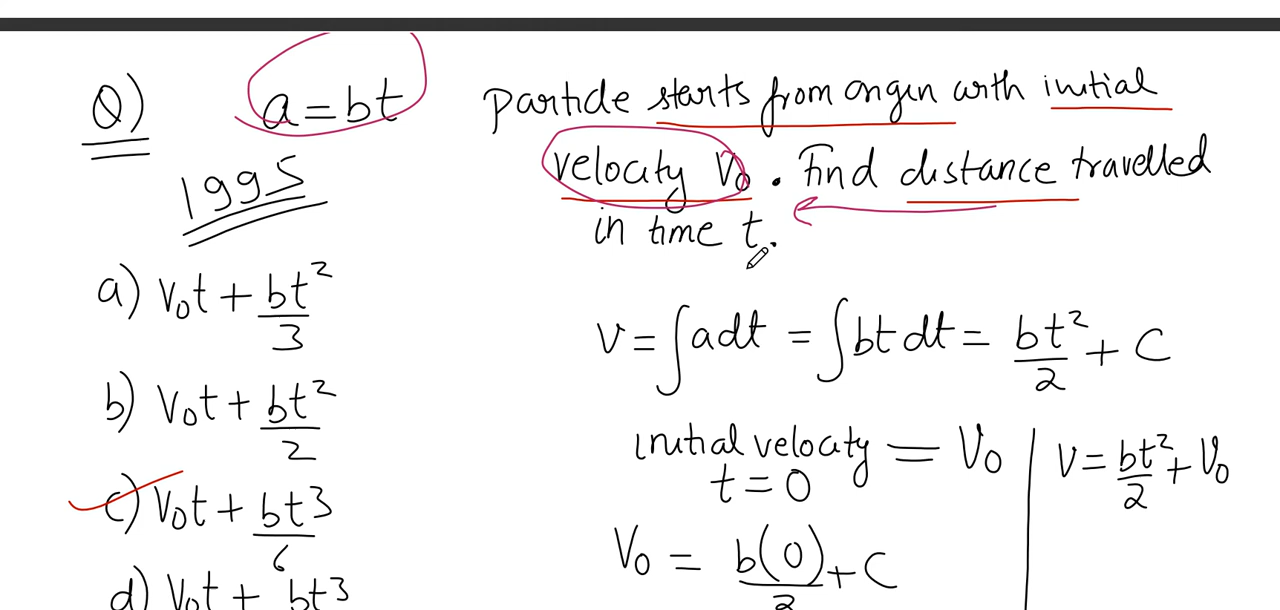 Q) a = bt Particle starts from origin with initial
velocity V₀. Find distance travelled
in time t.
1995
a) V₀t + bt²/3
b) V₀t + bt²/2
c) V₀t + bt3/6
d) V₀t + bt3
V = ∫adt = ∫bt dt = bt²/2 + C
initial velocity = V₀
t = 0
V₀ = b(0)/2 + C
V = bt²/2 + V₀